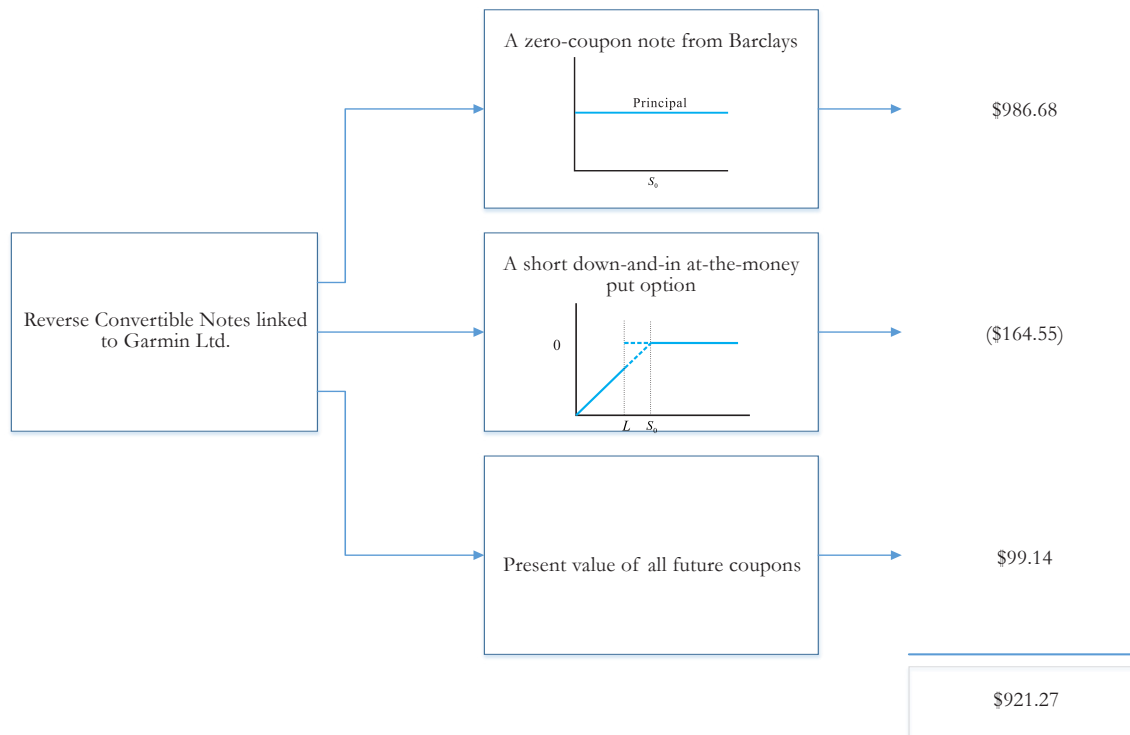 A zero-coupon note from Barclays
Principal
S0
$986.68
Reverse Convertible Notes linked
to Garmin Ltd.
A short down-and-in at-the-money
put option
0
L S0
($164.55)
Present value of all future coupons
$99.14
$921.27